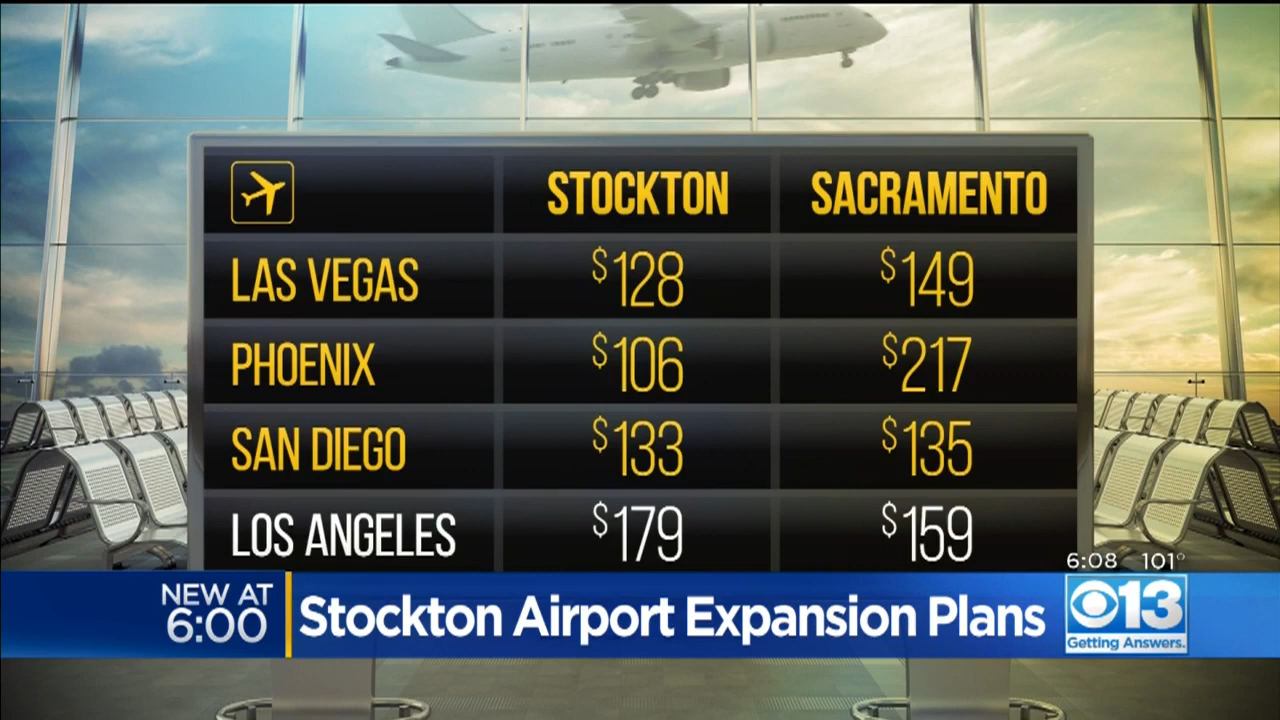 STOCKTON SACRAMENTO
LAS VEGAS $128 $149
PHOENIX $106 $217
SAN DIEGO $133 $135
LOS ANGELES $179 $159
6:08 101°
NEW AT
6:00
Stockton Airport Expansion Plans
13
Getting Answers.